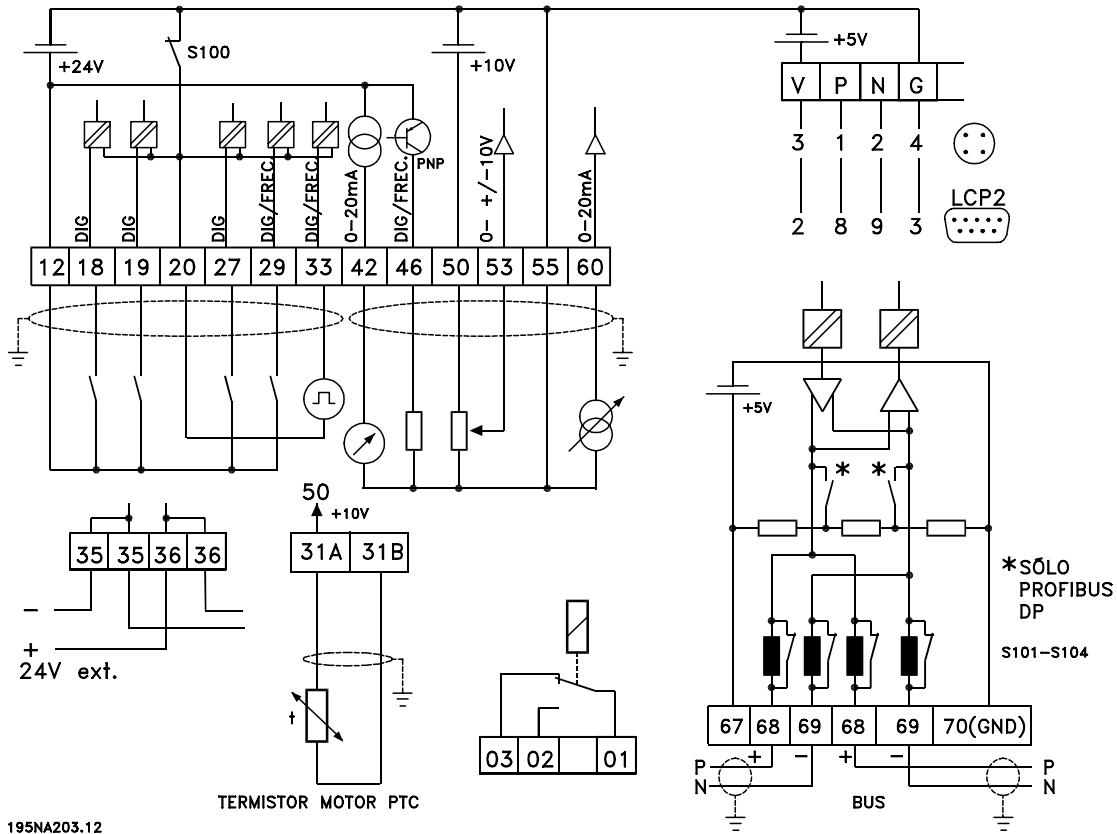 +24V
S100
+10V
+5V
V P N G
3 1 2 4
2 8 9 3
LCP2
PNP
DIG
DIG
DIG
DIG/FREC.
DIG/FREC.
0-20mA
DIG/FREC.
0- +/-10V
0-20mA
12 18 19 20 27 29 33 42 46 50 53 55 60
+5V
* *
50
+10V
35 35 36 36
31A 31B
-
+
24V ext.
t
*SÓLO
PROFIBUS
DP
S101-S104
67 68 69 68 69 70(GND)
+ - + -
P P
N N
BUS
03 02 01
TERMISTOR MOTOR PTC
195NA203.12